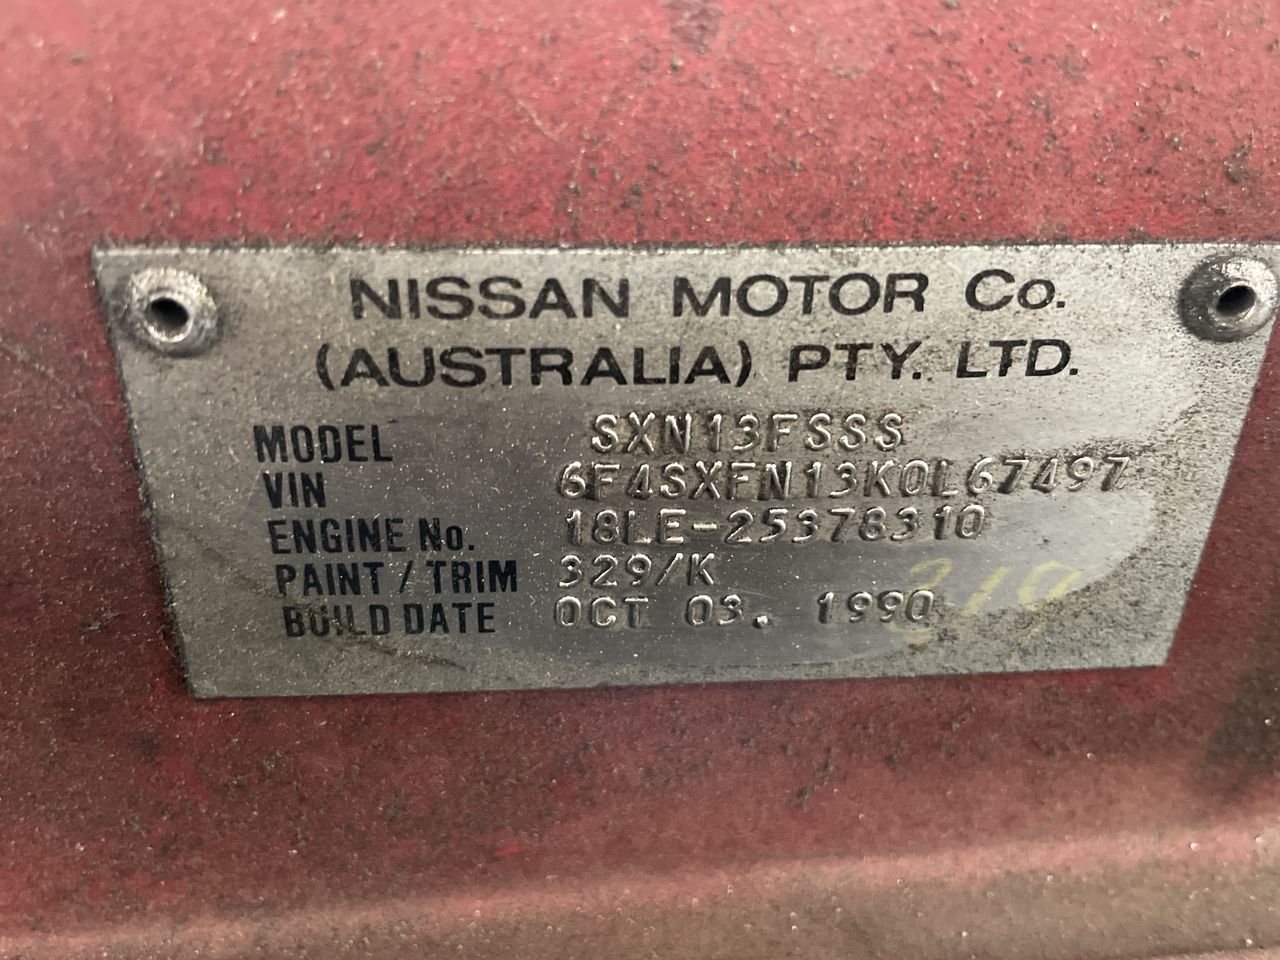 NISSAN MOTOR Co.
(AUSTRALIA) PTY. LTD.
MODEL SXN13FSSS
VIN 6F4SXFN13K0L67497
ENGINE No. 18LE-25378310
PAINT / TRIM 329/K
BUILD DATE OCT 03. 1990